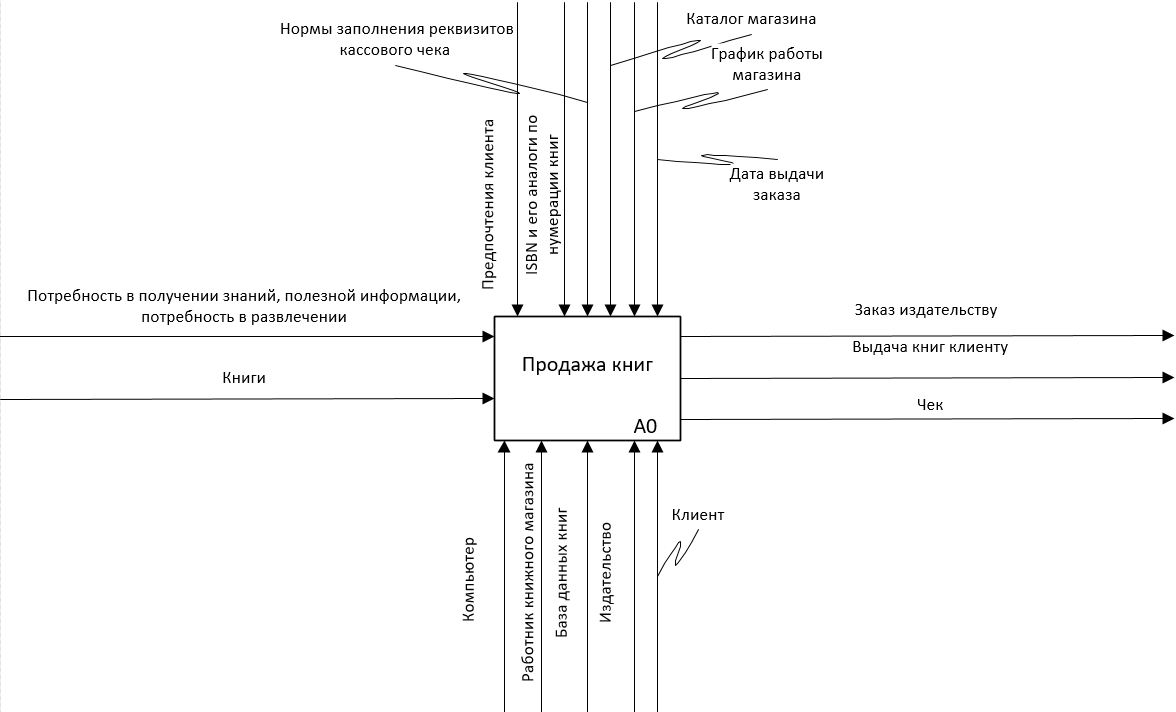 Нормы заполнения реквизитов
кассового чека
Каталог магазина
График работы
магазина
Предпочтения клиента
ISBN и его аналоги по
нумерации книг
Дата выдачи
заказа
Потребность в получении знаний, полезной информации,
потребность в развлечении
Книги
Продажа книг
A0
Заказ издательству
Выдача книг клиенту
Чек
Компьютер
Работник книжного магазина
База данных книг
Издательство
Клиент